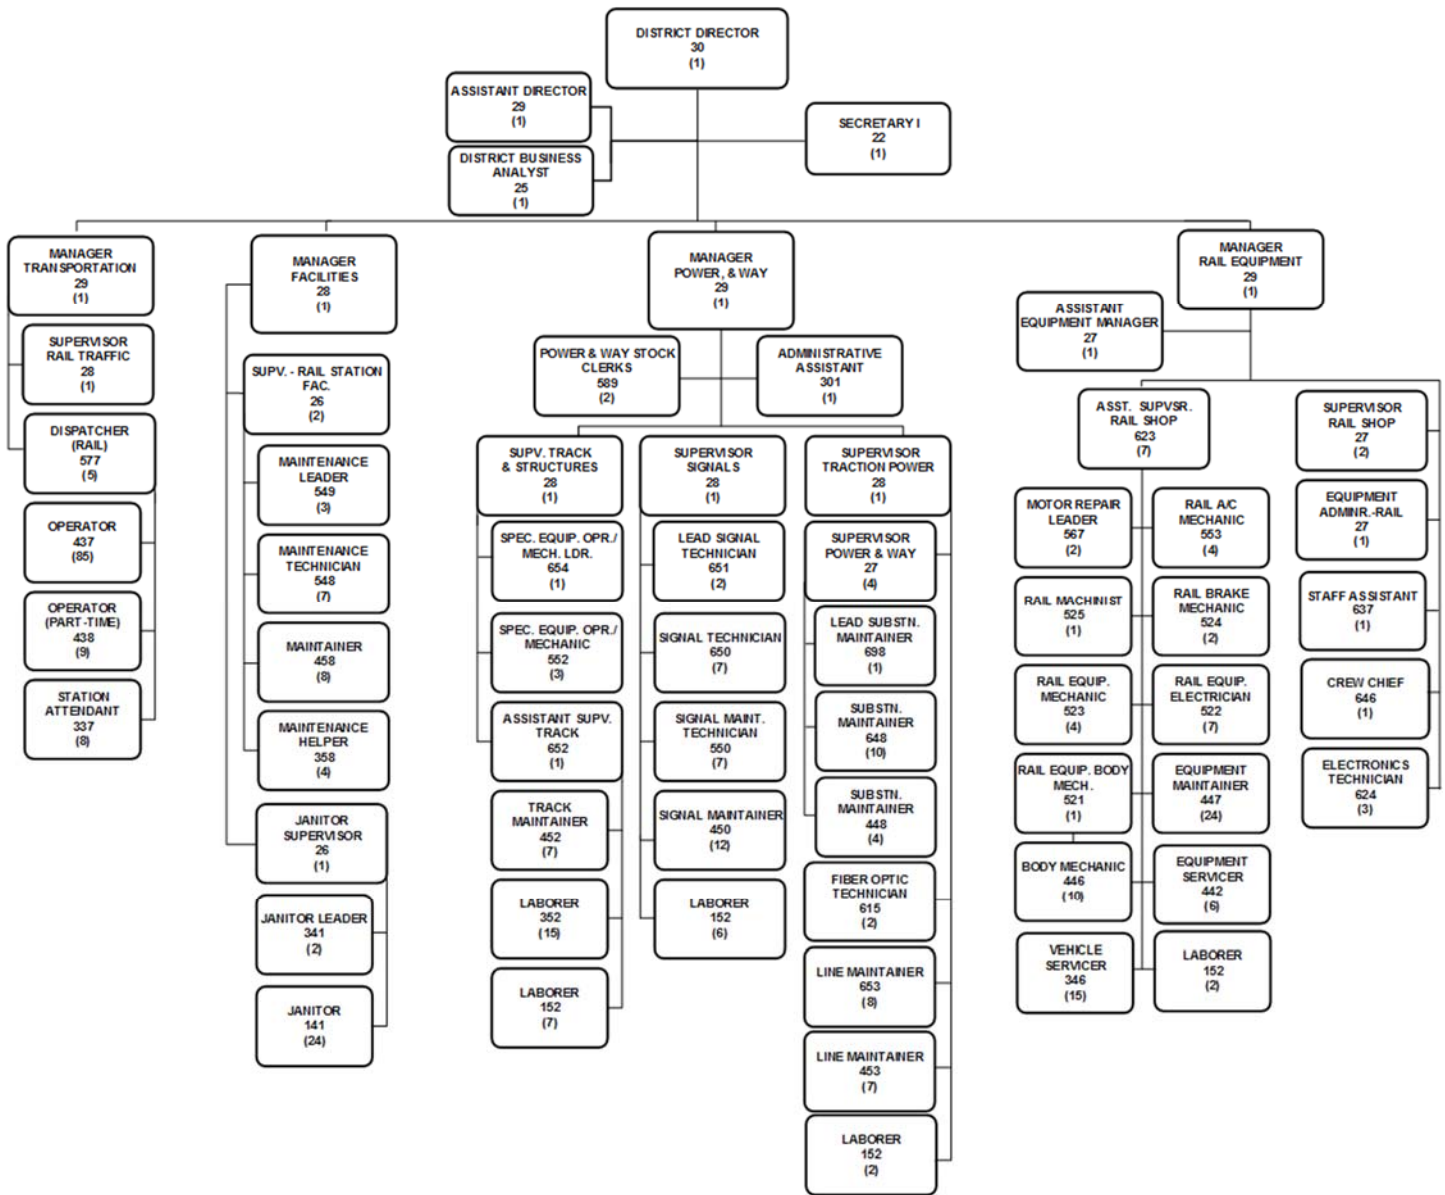 DISTRICT DIRECTOR
30
(1)
ASSISTANT DIRECTOR
29
(1)
SECRETARY I
22
(1)
DISTRICT BUSINESS
ANALYST
25
(1)
MANAGER
TRANSPORTATION
29
(1)
SUPERVISOR
RAIL TRAFFIC
28
(1)
DISPATCHER
(RAIL)
577
(5)
OPERATOR
437
(85)
OPERATOR
(PART-TIME)
438
(9)
STATION
ATTENDANT
337
(8)
MANAGER
FACILITIES
28
(1)
SUPV. - RAIL STATION
FAC.
26
(2)
MAINTENANCE
LEADER
549
(3)
MAINTENANCE
TECHNICIAN
548
(7)
MAINTAINER
458
(8)
MAINTENANCE
HELPER
358
(4)
JANITOR
SUPERVISOR
26
(1)
JANITOR LEADER
341
(2)
JANITOR
141
(24)
MANAGER
POWER, & WAY
29
(1)
POWER & WAY STOCK
CLERKS
589
(2)
ADMINISTRATIVE
ASSISTANT
301
(1)
SUPV. TRACK
& STRUCTURES
28
(1)
SPEC. EQUIP. OPR./
MECH. LDR.
654
(1)
SPEC. EQUIP. OPR./
MECHANIC
552
(3)
ASSISTANT SUPV.
TRACK
652
(1)
TRACK
MAINTAINER
452
(7)
LABORER
352
(15)
LABORER
152
(7)
SUPERVISOR
SIGNALS
28
(1)
LEAD SIGNAL
TECHNICIAN
651
(2)
SIGNAL TECHNICIAN
650
(7)
SIGNAL MAINT.
TECHNICIAN
550
(7)
SIGNAL MAINTAINER
450
(12)
LABORER
152
(6)
SUPERVISOR
TRACTION POWER
28
(1)
SUPERVISOR
POWER & WAY
27
(4)
LEAD SUBSTN.
MAINTAINER
698
(1)
SUBSTN.
MAINTAINER
648
(10)
SUBSTN.
MAINTAINER
448
(4)
FIBER OPTIC
TECHNICIAN
615
(2)
LINE MAINTAINER
653
(8)
LINE MAINTAINER
453
(7)
LABORER
152
(2)
MANAGER
RAIL EQUIPMENT
29
(1)
ASSISTANT
EQUIPMENT MANAGER
27
(1)
ASST. SUPVSR.
RAIL SHOP
623
(7)
MOTOR REPAIR
LEADER
567
(2)
RAIL A/C
MECHANIC
553
(4)
RAIL MACHINIST
525
(1)
RAIL BRAKE
MECHANIC
524
(2)
RAIL EQUIP.
MECHANIC
523
(4)
RAIL EQUIP.
ELECTRICIAN
522
(7)
RAIL EQUIP. BODY
MECH.
521
(1)
EQUIPMENT
MAINTAINER
447
(24)
BODY MECHANIC
446
(10)
EQUIPMENT
SERVICER
442
(6)
VEHICLE
SERVICER
346
(15)
LABORER
152
(2)
SUPERVISOR
RAIL SHOP
27
(2)
EQUIPMENT
ADMINR.-RAIL
27
(1)
STAFF ASSISTANT
637
(1)
CREW CHIEF
646
(1)
ELECTRONICS
TECHNICIAN
624
(3)